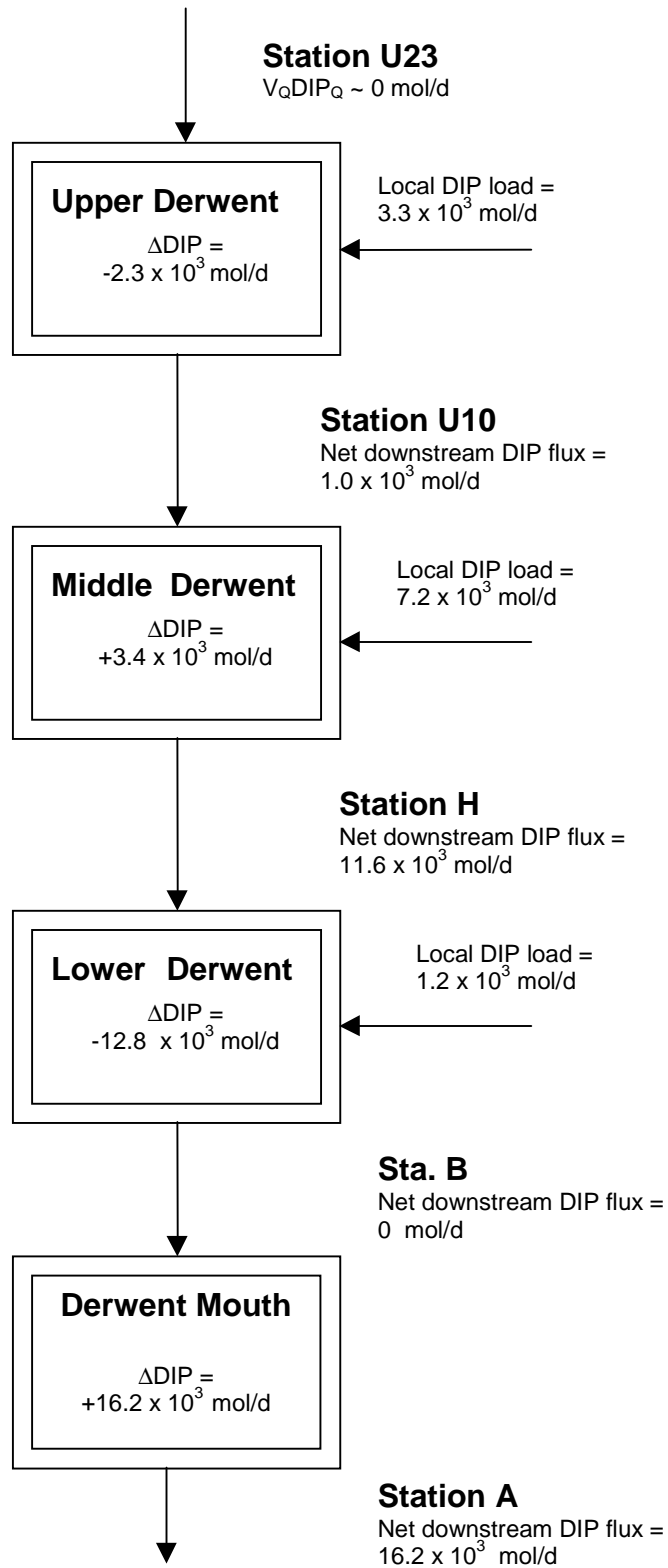 Station U23
VQDIPQ ~ 0 mol/d
Upper Derwent
ΔDIP =
-2.3 x 10³ mol/d
Local DIP load =
3.3 x 10³ mol/d
Station U10
Net downstream DIP flux =
1.0 x 10³ mol/d
Middle Derwent
ΔDIP =
+3.4 x 10³ mol/d
Local DIP load =
7.2 x 10³ mol/d
Station H
Net downstream DIP flux =
11.6 x 10³ mol/d
Lower Derwent
ΔDIP =
-12.8 x 10³ mol/d
Local DIP load =
1.2 x 10³ mol/d
Sta. B
Net downstream DIP flux =
0 mol/d
Derwent Mouth
ΔDIP =
+16.2 x 10³ mol/d
Station A
Net downstream DIP flux =
16.2 x 10³ mol/d